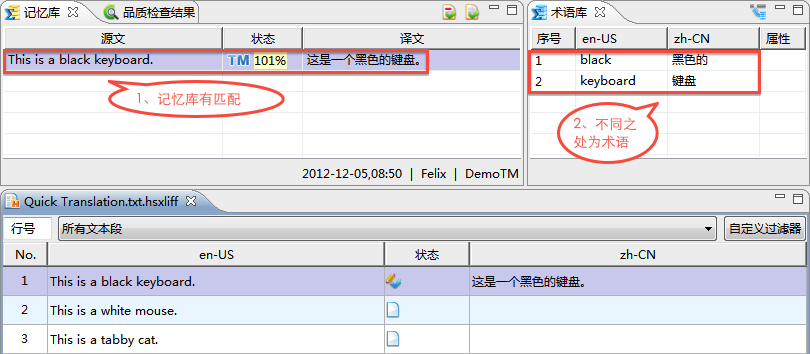 记忆库 品质检查结果
源文 状态 译文
This is a black keyboard. TM 101% 这是一个黑色的键盘。
1、记忆库有匹配
2012-12-05,08:50 | Felix | DemoTM
术语库
序号 en-US zh-CN 属性
1 black 黑色的
2 keyboard 键盘
2、不同之
处为术语
Quick Translation.txt.hsxliff
行号 所有文本段 自定义过滤器
No. en-US 状态 zh-CN
1 This is a black keyboard. 这是一个黑色的键盘。
2 This is a white mouse.
3 This is a tabby cat.